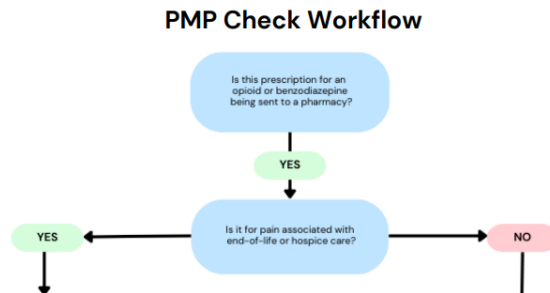 PMP Check Workflow
Is this prescription for an
opioid or benzodiazepine
being sent to a pharmacy?
YES
Is it for pain associated with
end-of-life or hospice care?
YES
NO